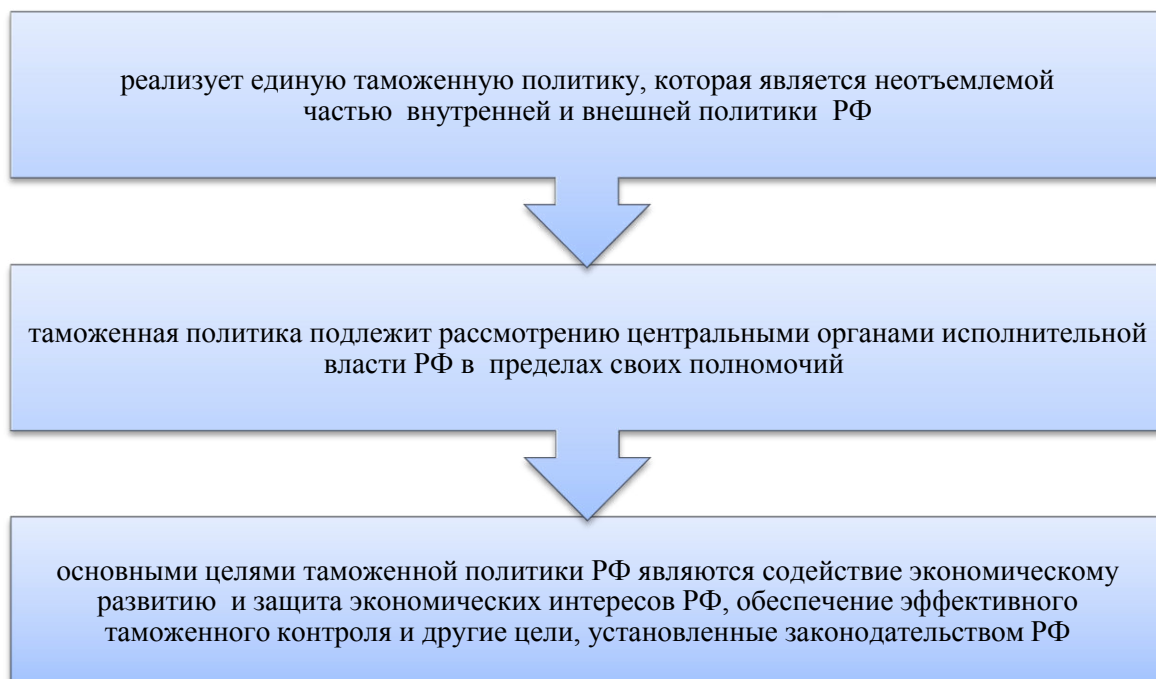 реализует единую таможенную политику, которая является неотъемлемой
частью внутренней и внешней политики РФ
таможенная политика подлежит рассмотрению центральными органами исполнительной
власти РФ в пределах своих полномочий
основными целями таможенной политики РФ являются содействие экономическому
развитию и защита экономических интересов РФ, обеспечение эффективного
таможенного контроля и другие цели, установленные законодательством РФ